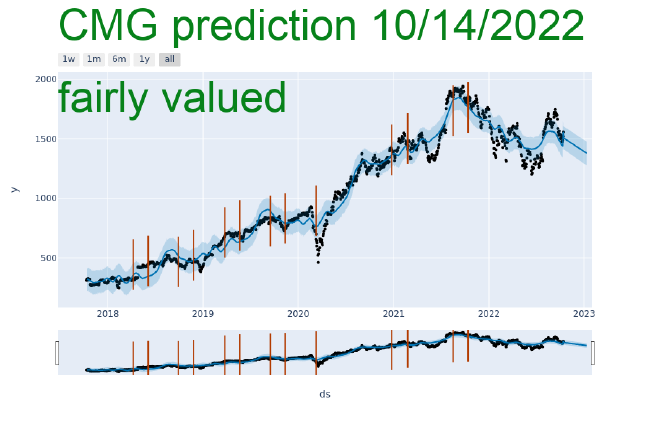 CMG prediction 10/14/2022
1w 1m 6m 1y all
fairly valued
2000
1500
1000
500
y
2018 2019 2020 2021 2022 2023
ds